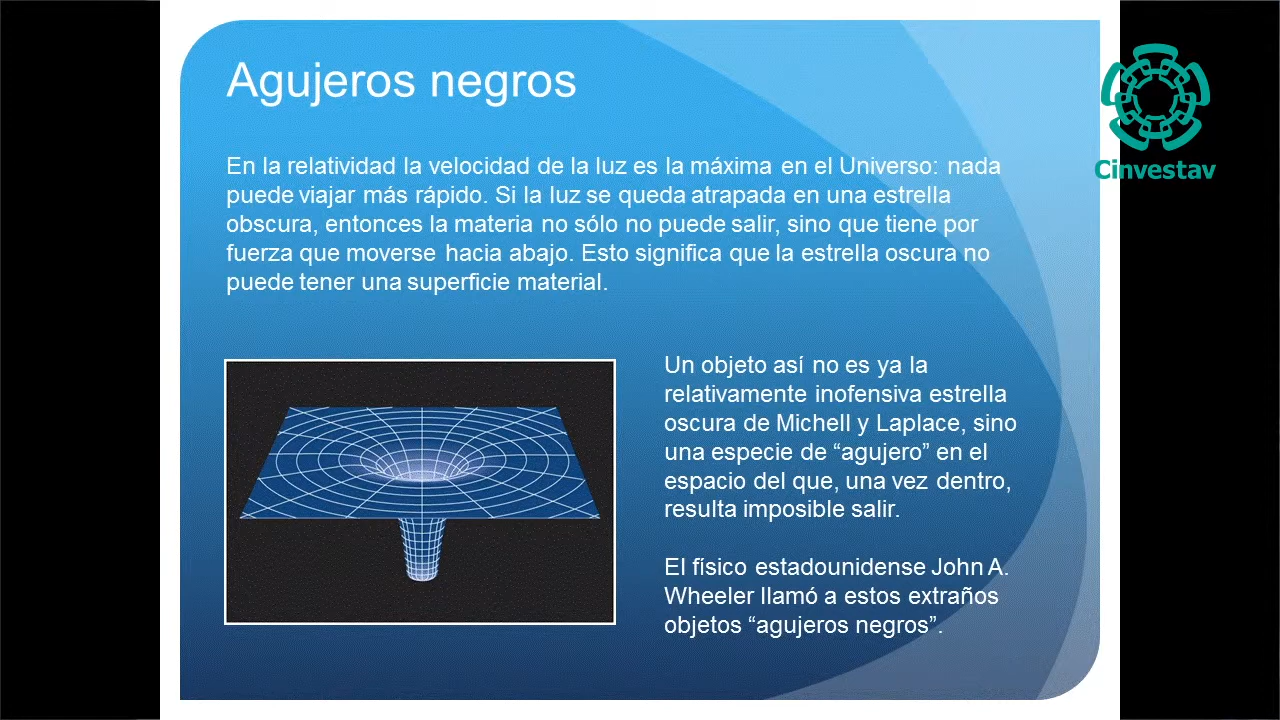 Agujeros negros
Cinvestav
En la relatividad la velocidad de la luz es la máxima en el Universo: nada
puede viajar más rápido. Si la luz se queda atrapada en una estrella
obscura, entonces la materia no sólo no puede salir, sino que tiene por
fuerza que moverse hacia abajo. Esto significa que la estrella oscura no
puede tener una superficie material.
Un objeto así no es ya la
relativamente inofensiva estrella
oscura de Michell y Laplace, sino
una especie de “agujero” en el
espacio del que, una vez dentro,
resulta imposible salir.
El físico estadounidense John A.
Wheeler llamó a estos extraños
objetos “agujeros negros”.